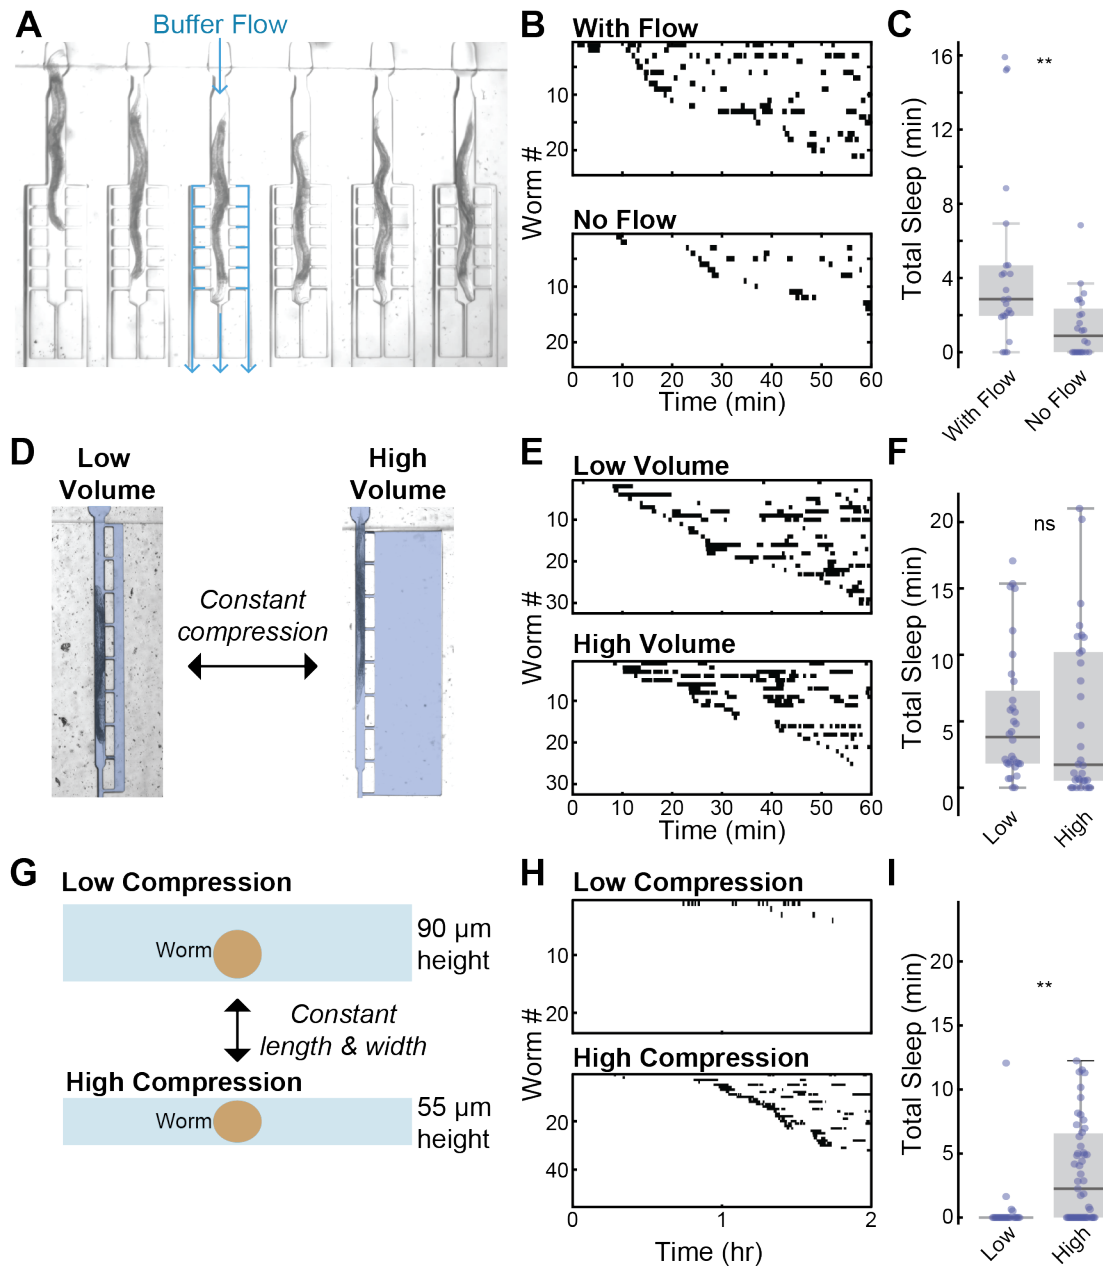 A
Buffer Flow
B
With Flow
10
20
No Flow
10
20
Worm #
0 10 20 30 40 50 60
Time (min)
C
16
12
8
4
0
**
Total Sleep (min)
With Flow
No Flow
D
Low
Volume
High
Volume
Constant
compression
E
Low Volume
10
20
30
High Volume
10
20
30
Worm #
0 10 20 30 40 50 60
Time (min)
F
20
15
10
5
0
ns
Total Sleep (min)
Low
High
G
Low Compression
Worm
90 µm
height
Constant
length & width
High Compression
Worm
55 µm
height
H
Low Compression
10
20
High Compression
20
40
Worm #
0 1 2
Time (hr)
I
20
15
10
5
0
**
Total Sleep (min)
Low
High